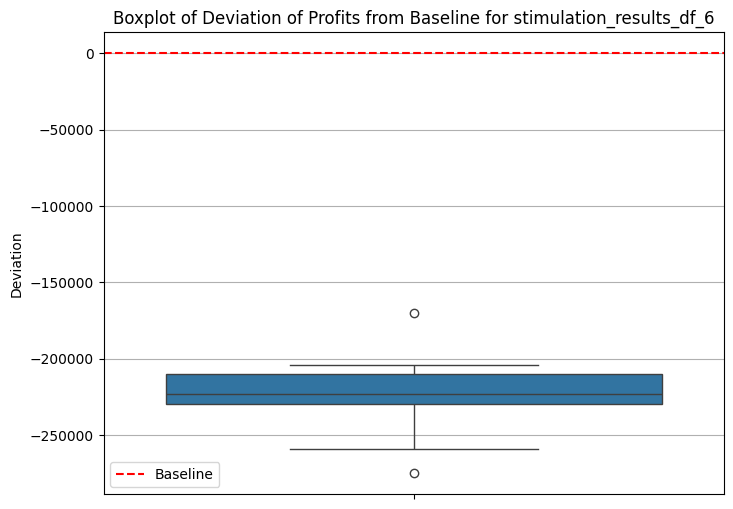 Boxplot of Deviation of Profits from Baseline for stimulation_results_df_6
0
−50000
−100000
−150000
−200000
−250000
Deviation
Baseline